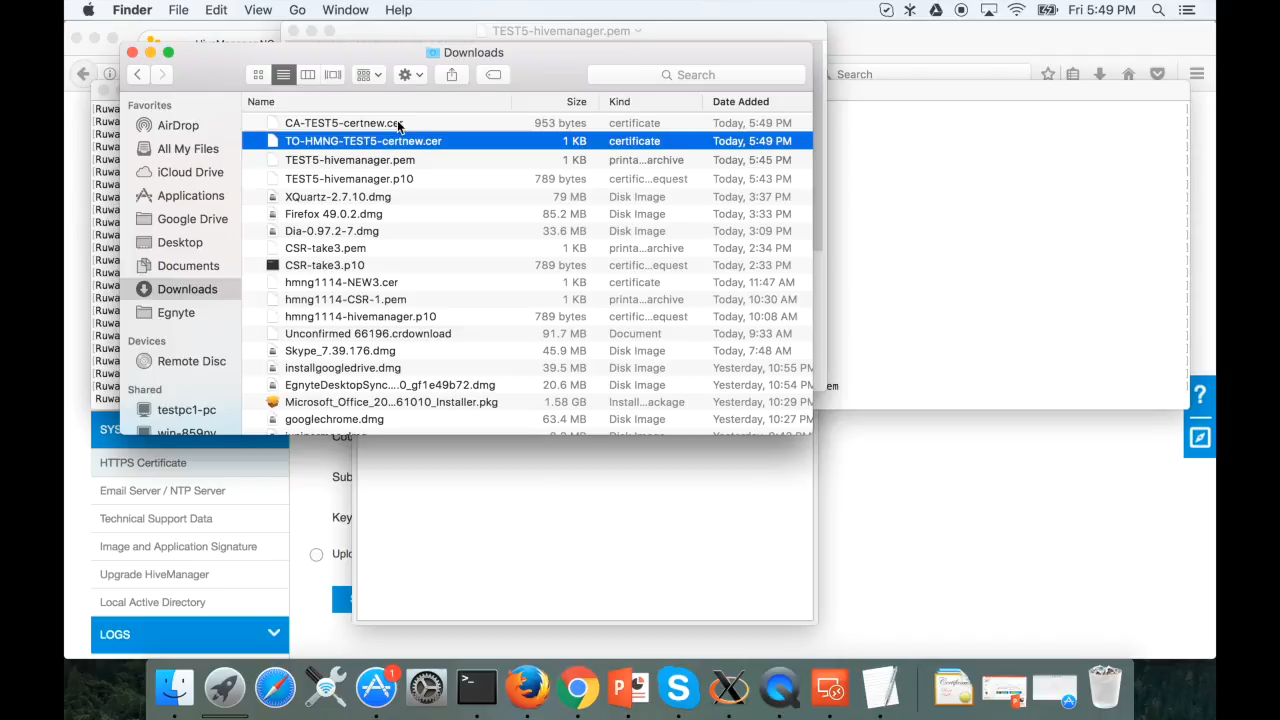 Finder File Edit View Go Window Help Fri 5:49 PM
TEST5-hivemanager.pem
Downloads
Search
Search
Favorites
AirDrop
All My Files
iCloud Drive
Applications
Google Drive
Desktop
Documents
Downloads
Egnyte
Devices
Remote Disc
Shared
testpc1-pc
Name Size Kind Date Added
CA-TEST5-certnew.cer 953 bytes certificate Today, 5:49 PM
TO-HMNG-TEST5-certnew.cer 1 KB certificate Today, 5:49 PM
TEST5-hivemanager.pem 1 KB printa...archive Today, 5:45 PM
TEST5-hivemanager.p10 789 bytes certific...equest Today, 5:43 PM
XQuartz-2.7.10.dmg 79 MB Disk Image Today, 3:37 PM
Firefox 49.0.2.dmg 85.2 MB Disk Image Today, 3:33 PM
Dia-0.97.2-7.dmg 33.6 MB Disk Image Today, 3:09 PM
CSR-take3.pem 1 KB printa...archive Today, 2:34 PM
CSR-take3.p10 789 bytes certific...equest Today, 2:33 PM
hmng1114-NEW3.cer 1 KB certificate Today, 11:47 AM
hmng1114-CSR-1.pem 1 KB printa...archive Today, 10:30 AM
hmng1114-hivemanager.p10 789 bytes certific...equest Today, 10:08 AM
Unconfirmed 66196.crdownload 91.7 MB Document Today, 9:33 AM
Skype_7.39.176.dmg 45.9 MB Disk Image Today, 7:48 AM
installgoogledrive.dmg 39.5 MB Disk Image Yesterday, 10:55 PM
EgnyteDesktopSync....0_gf1e49b72.dmg 20.6 MB Disk Image Yesterday, 10:54 PM
Microsoft_Office_20...61010_Installer.pkg 1.58 GB Install...ackage Yesterday, 10:29 PM
googlechrome.dmg 63.4 MB Disk Image Yesterday, 10:27 PM
[Ruwa
[Ruwa
[Ruwa
[Ruwa
[Ruwa
em
?
SYS
HTTPS Certificate
Email Server / NTP Server
Technical Support Data
Image and Application Signature
Upgrade HiveManager
Local Active Directory
LOGS
Sub
Key
Uplo
1